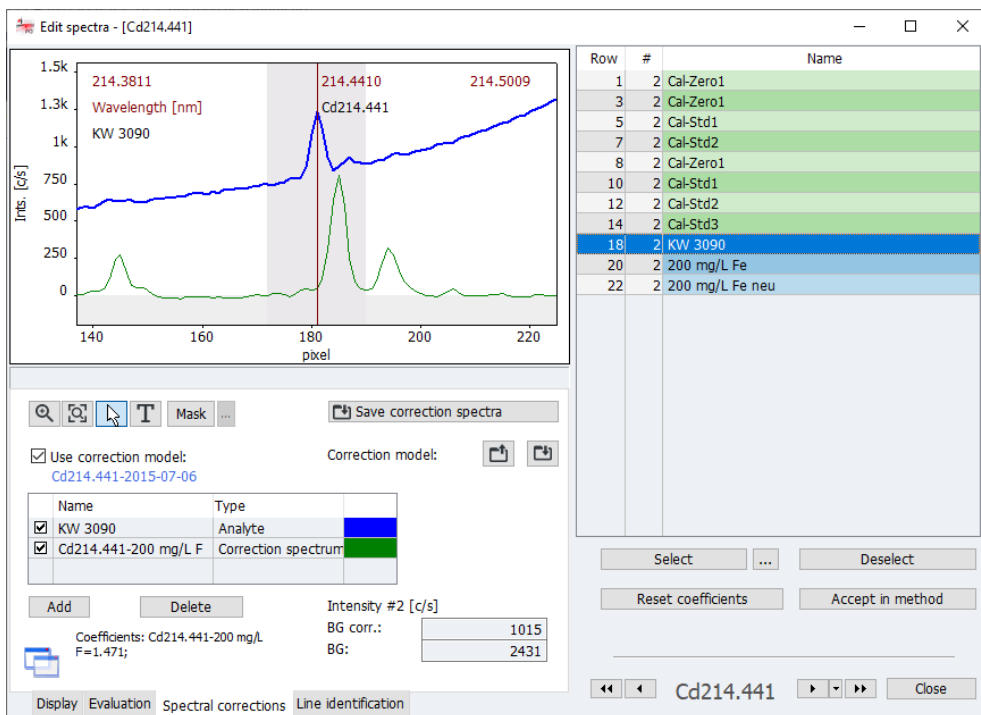 Edit spectra - [Cd214.441]
1.5k
1.3k
1k
750
500
250
0
Ints. [c/s]
214.3811
214.4410
214.5009
Wavelength [nm]
Cd214.441
KW 3090
140
160
180
200
220
pixel
Row # Name
1 2 Cal-Zero1
3 2 Cal-Zero1
5 2 Cal-Std1
7 2 Cal-Std2
8 2 Cal-Zero1
10 2 Cal-Std1
12 2 Cal-Std2
14 2 Cal-Std3
18 2 KW 3090
20 2 200 mg/L Fe
22 2 200 mg/L Fe neu
T
Mask
...
Save correction spectra
Use correction model:
Correction model:
Cd214.441-2015-07-06
Name Type
KW 3090 Analyte
Cd214.441-200 mg/L F Correction spectrum
Add
Delete
Intensity #2 [c/s]
BG corr.: 1015
BG: 2431
Coefficients: Cd214.441-200 mg/L
F=1.471;
Display
Evaluation
Spectral corrections
Line identification
Select
...
Deselect
Reset coefficients
Accept in method
Cd214.441
Close